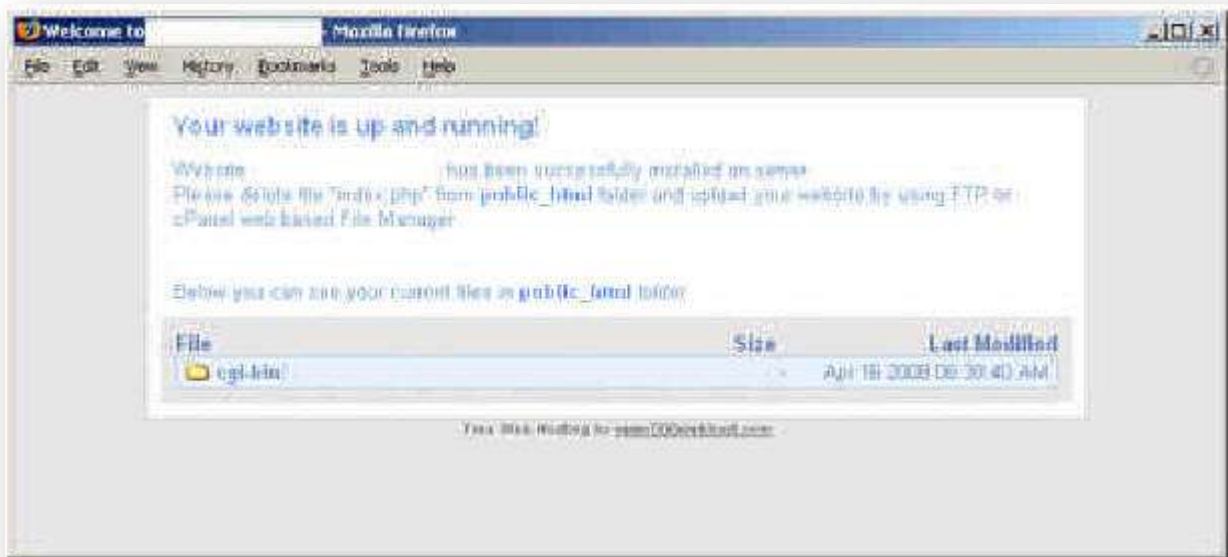 Welcome to - Mozilla Firefox
File Edit View History Bookmarks Tools Help
Your website is up and running!
Website has been successfully installed on server
Please delete file "index.php" from public_html folder and upload your website by using FTP or
cPanel web based File Manager
Below you can see your current files in public_html folder
File Size Last Modified
cgi-bin/ - Apr 16 2008 06:30:40 AM
Free Web Hosting by www.000webhost.com